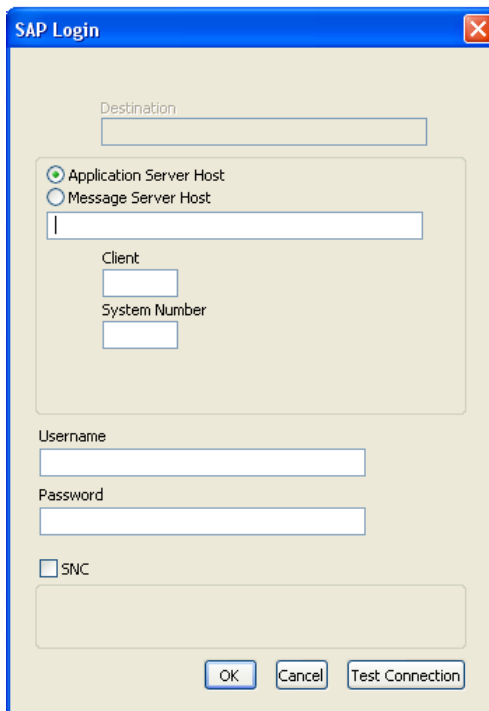 SAP Login
Destination
Application Server Host
Message Server Host
Client
System Number
Username
Password
SNC
OK Cancel Test Connection